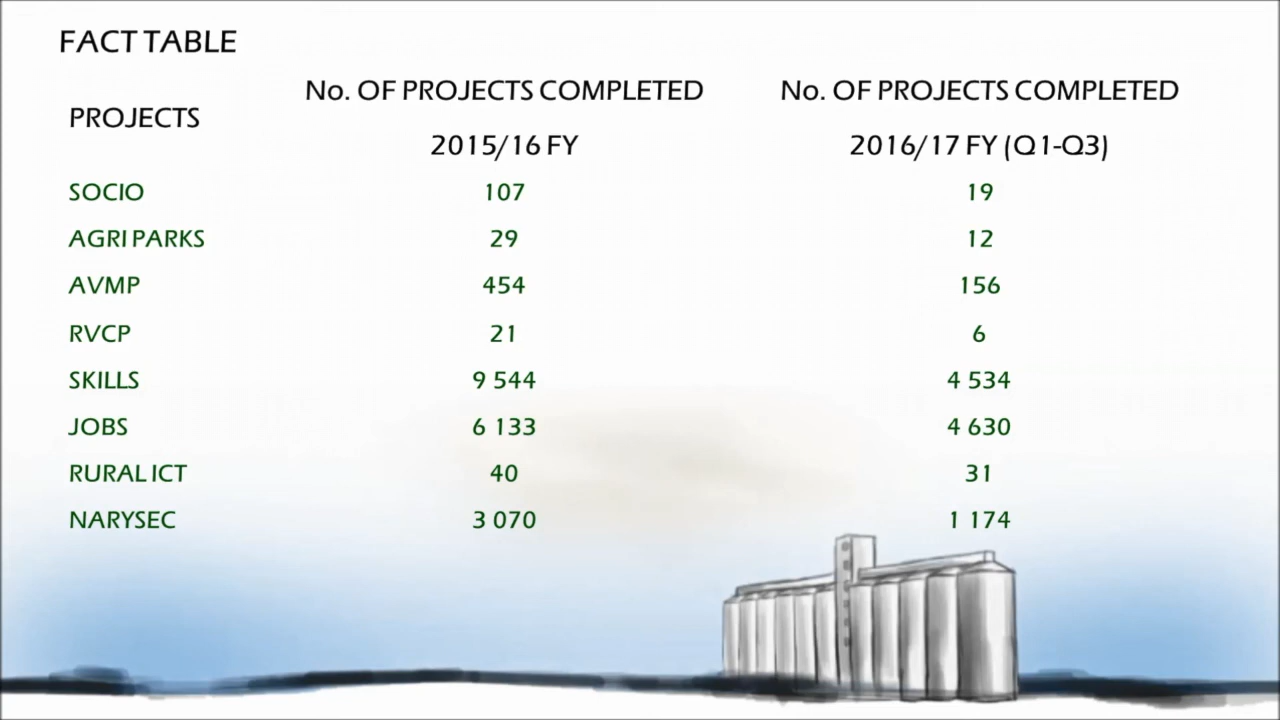 FACT TABLE
PROJECTS
No. OF PROJECTS COMPLETED
2015/16 FY
No. OF PROJECTS COMPLETED
2016/17 FY (Q1-Q3)
SOCIO 107 19
AGRI PARKS 29 12
AVMP 454 156
RVCP 21 6
SKILLS 9 544 4 534
JOBS 6 133 4 630
RURAL ICT 40 31
NARYSEC 3 070 1 174